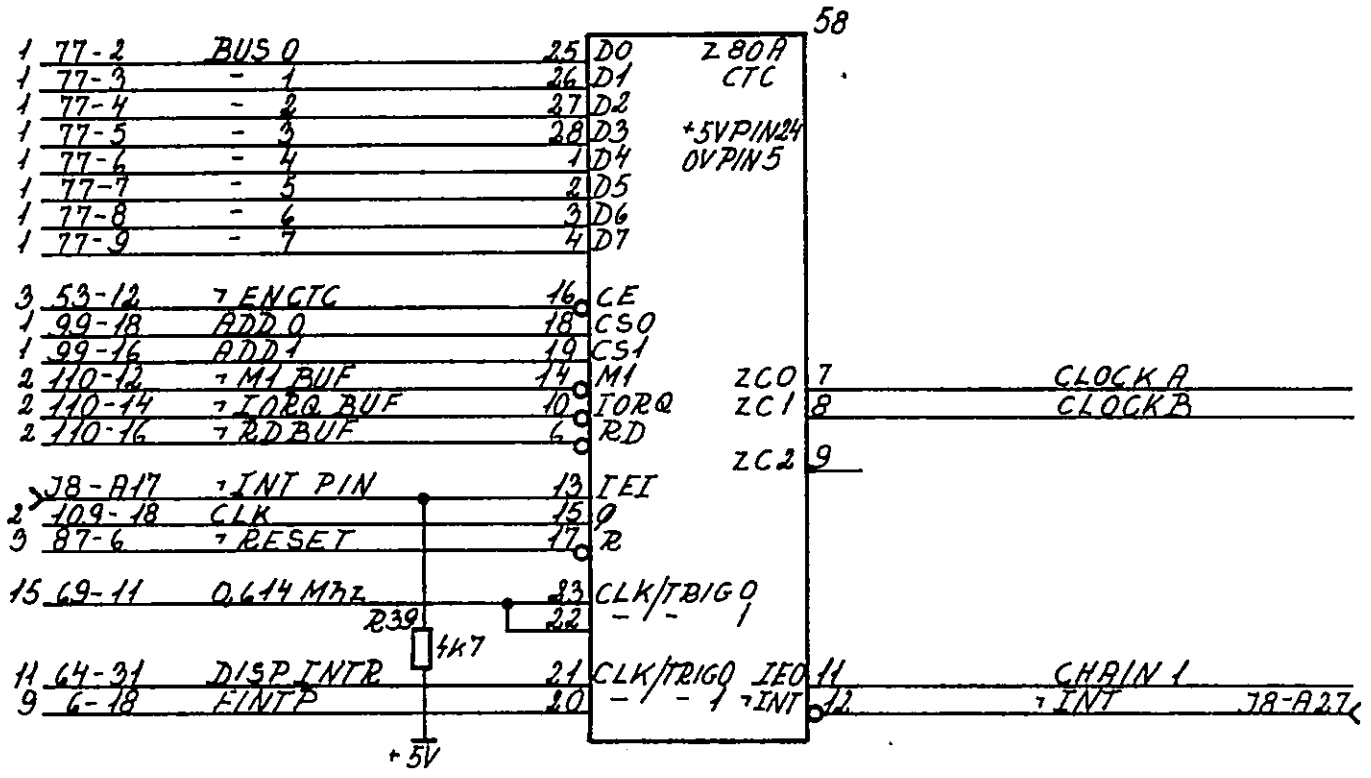 58
1 77-2 BUS 0 25 D0 Z80A
1 77-3 - 1 26 D1 CTC
1 77-4 - 2 27 D2
1 77-5 - 3 28 D3 +5V PIN 24
1 77-6 - 4 1 D4 0V PIN 5
1 77-7 - 5 2 D5
1 77-8 - 6 3 D6
1 77-9 - 7 4 D7
3 53-12 ¬ENCTC 16 CE
1 99-18 ADD 0 18 CS0
1 99-16 ADD 1 19 CS1
2 110-12 ¬M1 BUF 14 M1 ZC0 7 CLOCK A
2 110-14 ¬IORQ BUF 10 IORQ ZC1 8 CLOCK B
2 110-16 ¬RD BUF 6 RD
ZC2 9
J8-A17 ¬INT PIN 13 IEI
2 109-18 CLK 15 Ø
3 87-6 ¬RESET 17 R
15 69-11 0,614 Mhz 23 CLK/TRIG 0
22 -/- 1
R39
4K7
11 64-31 DISP INTR 21 CLK/TRIG0 IEO 11 CHAIN 1
9 6-18 FINTP 20 -/- 1 ¬INT 12 ¬INT J8-A27
+5V